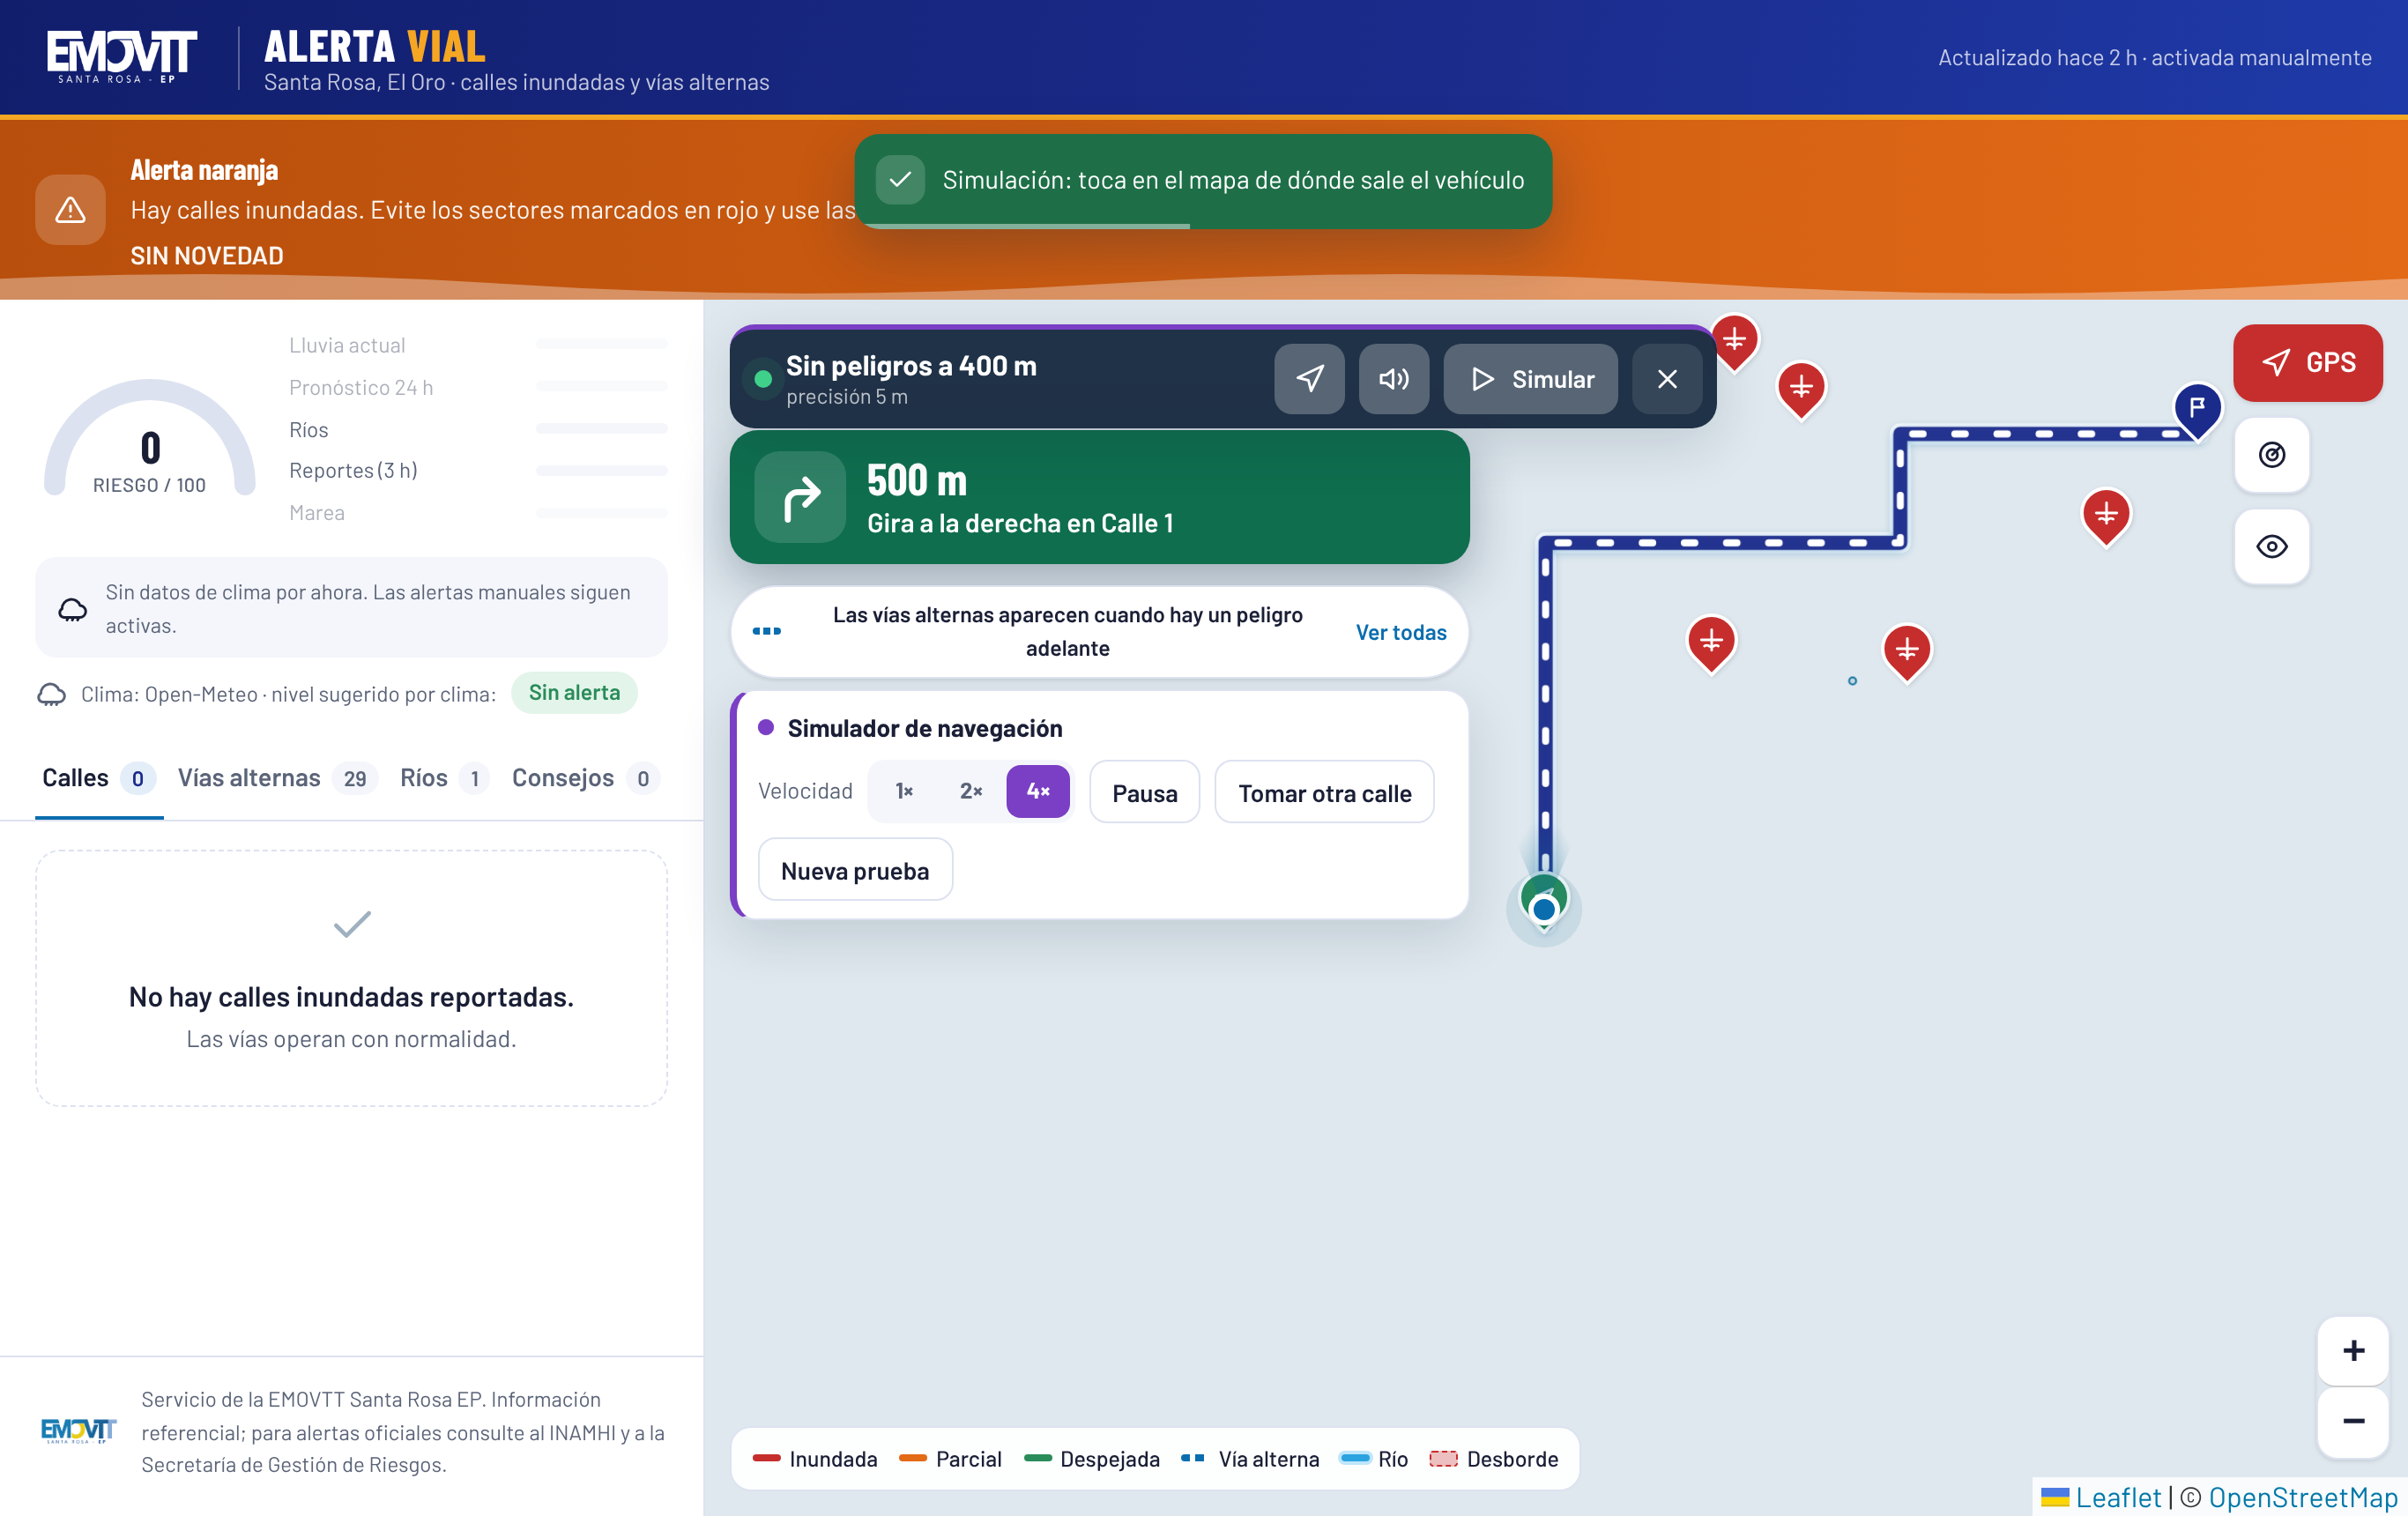 EMOVTT
SANTA ROSA - EP
ALERTA VIAL
Santa Rosa, El Oro · calles inundadas y vías alternas
Actualizado hace 2 h · activada manualmente
Alerta naranja
Hay calles inundadas. Evite los sectores marcados en rojo y use las
SIN NOVEDAD
Simulación: toca en el mapa de dónde sale el vehículo
0
RIESGO / 100
Lluvia actual
Pronóstico 24 h
Ríos
Reportes (3 h)
Marea
Sin datos de clima por ahora. Las alertas manuales siguen
activas.
Clima: Open-Meteo · nivel sugerido por clima: Sin alerta
Calles 0 Vías alternas 29 Ríos 1 Consejos 0
No hay calles inundadas reportadas.
Las vías operan con normalidad.
EMOVTT
SANTA ROSA - EP
Servicio de la EMOVTT Santa Rosa EP. Información
referencial; para alertas oficiales consulte al INAMHI y a la
Secretaría de Gestión de Riesgos.
Sin peligros a 400 m
precisión 5 m
Simular
GPS
500 m
Gira a la derecha en Calle 1
Las vías alternas aparecen cuando hay un peligro
adelante
Ver todas
Simulador de navegación
Velocidad 1× 2× 4× Pausa Tomar otra calle
Nueva prueba
+
−
Inundada Parcial Despejada Vía alterna Río Desborde
Leaflet | © OpenStreetMap